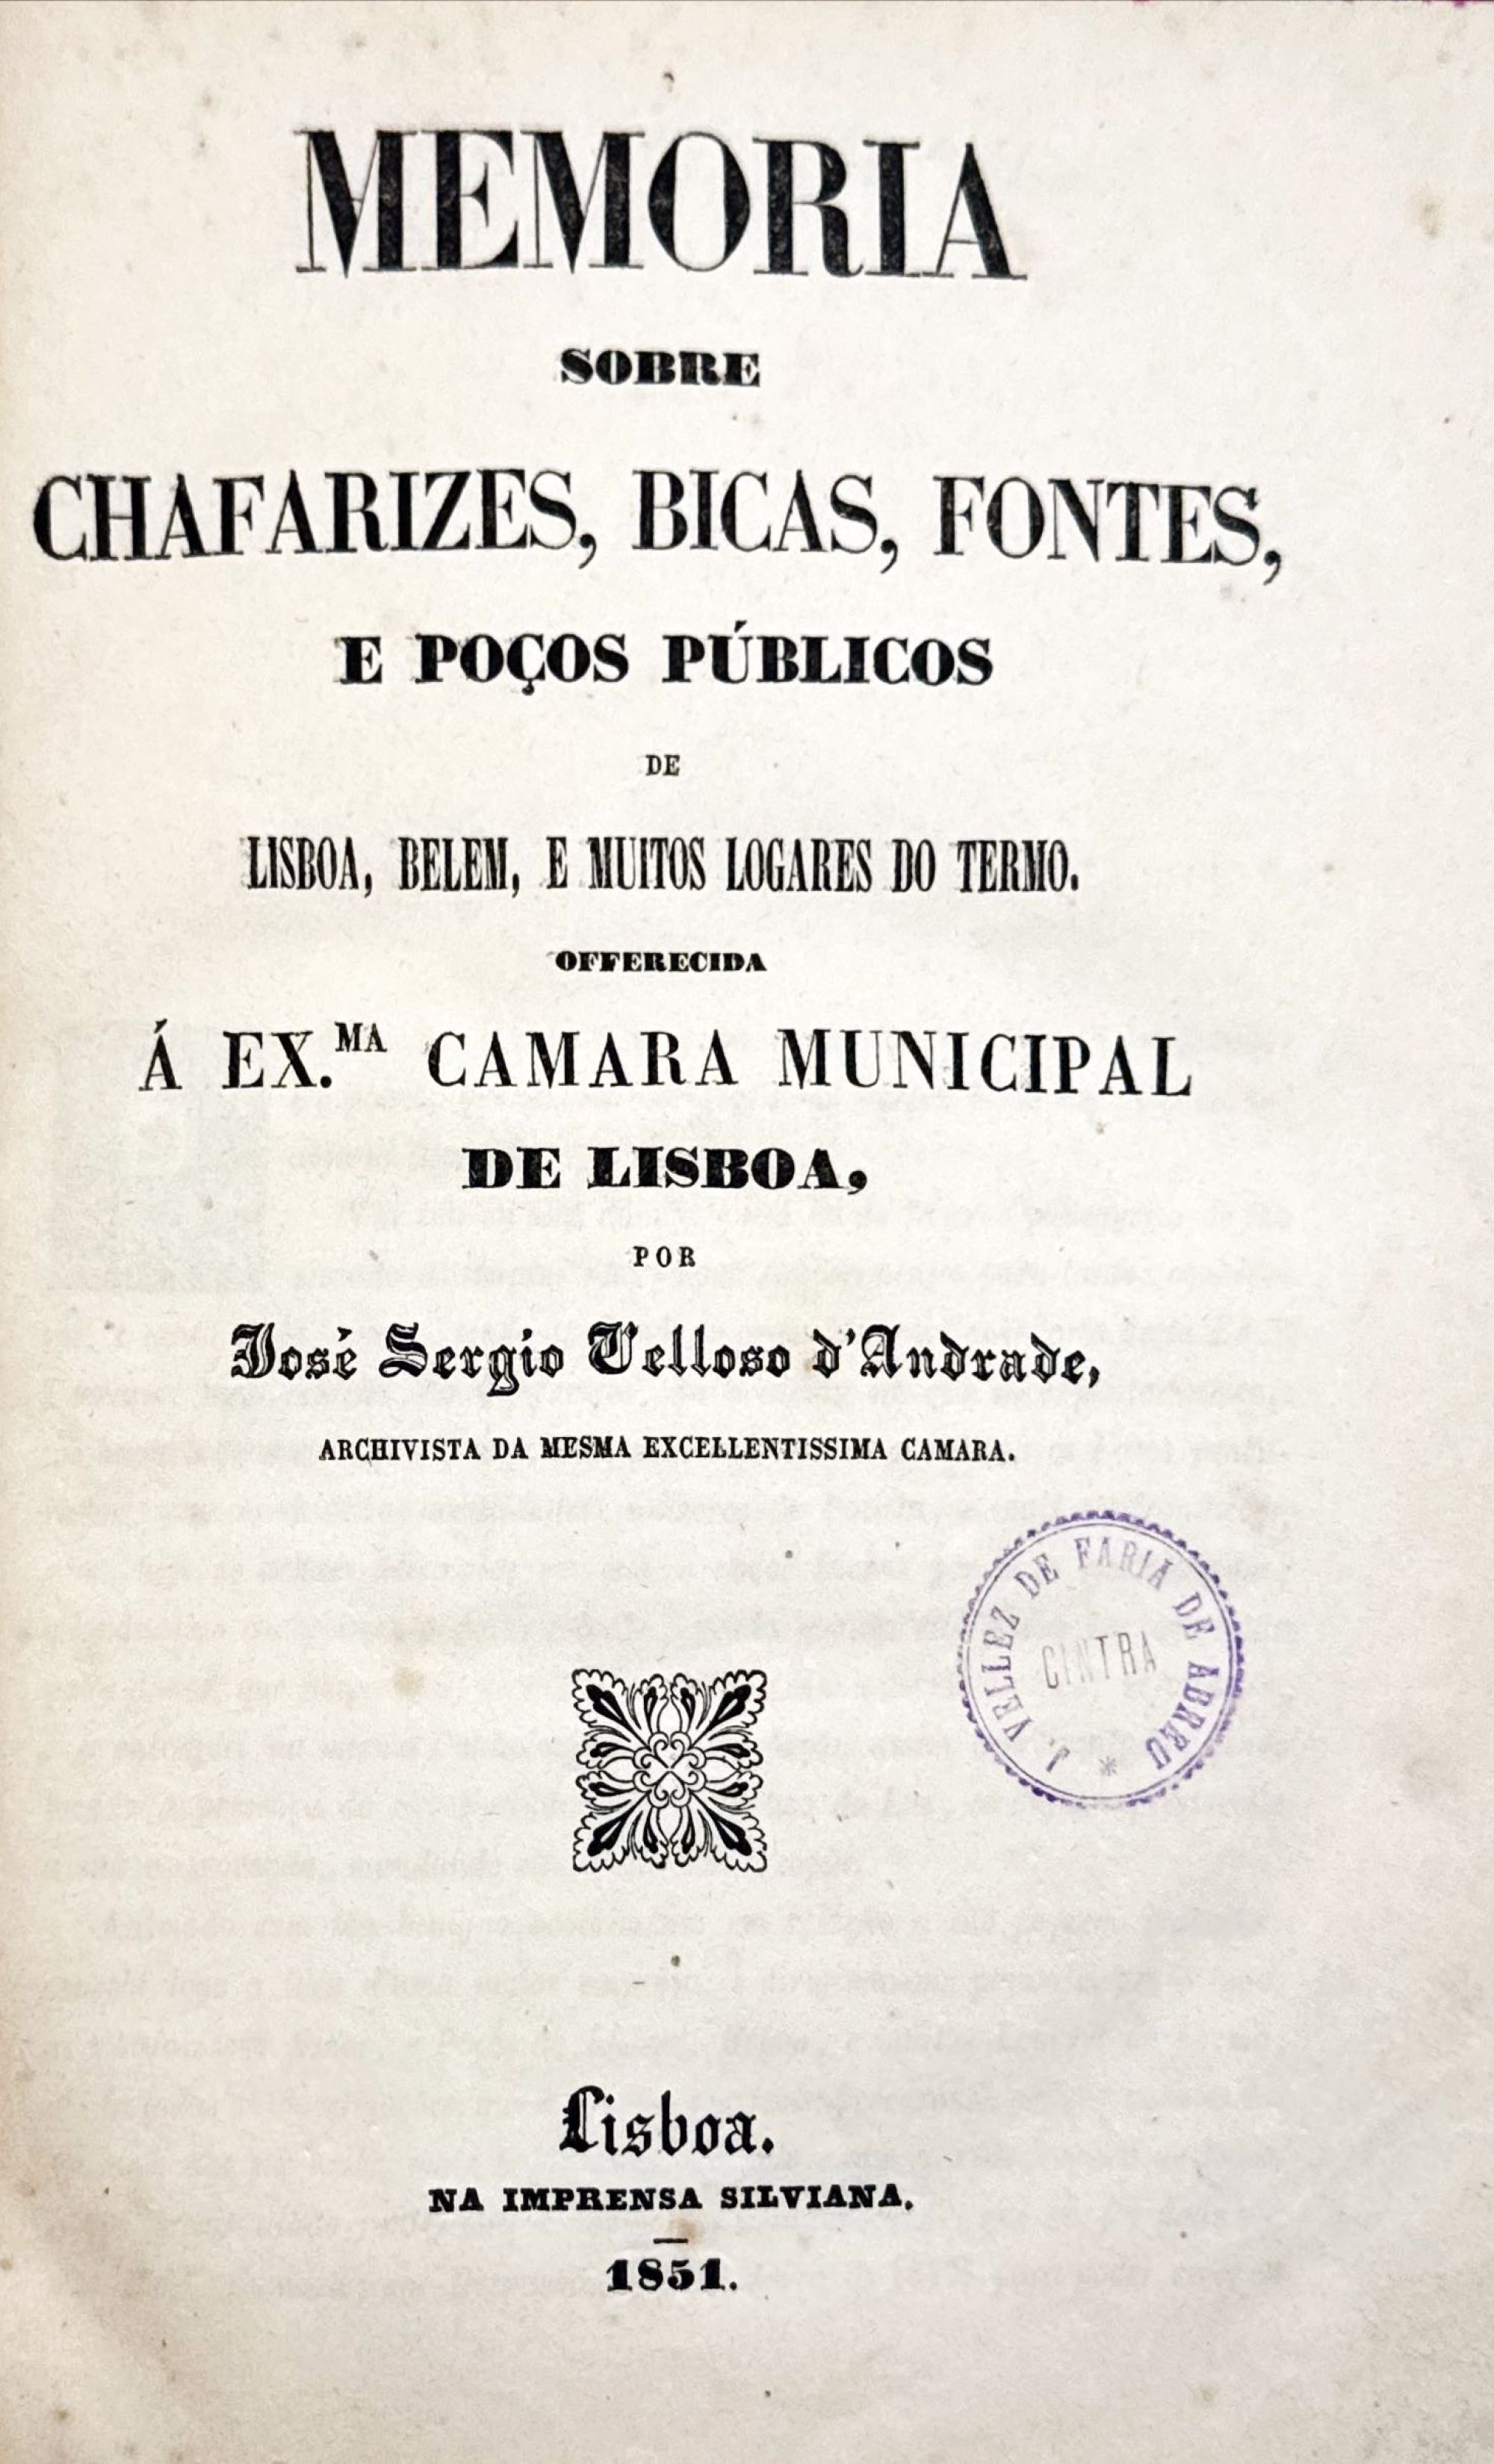 MEMORIA
SOBRE
CHAFARIZES, BICAS, FONTES,
E POÇOS PÚBLICOS
DE
LISBOA, BELEM, E MUITOS LOGARES DO TERMO.
OFFERECIDA
Á EX.MA CAMARA MUNICIPAL
DE LISBOA,
POR
José Sergio Velloso d'Andrade,
ARCHIVISTA DA MESMA EXCELLENTISSIMA CAMARA.
J. VELLEZ DE FARIA DE ABREU *
CINTRA
Lisboa.
NA IMPRENSA SILVIANA.
1851.